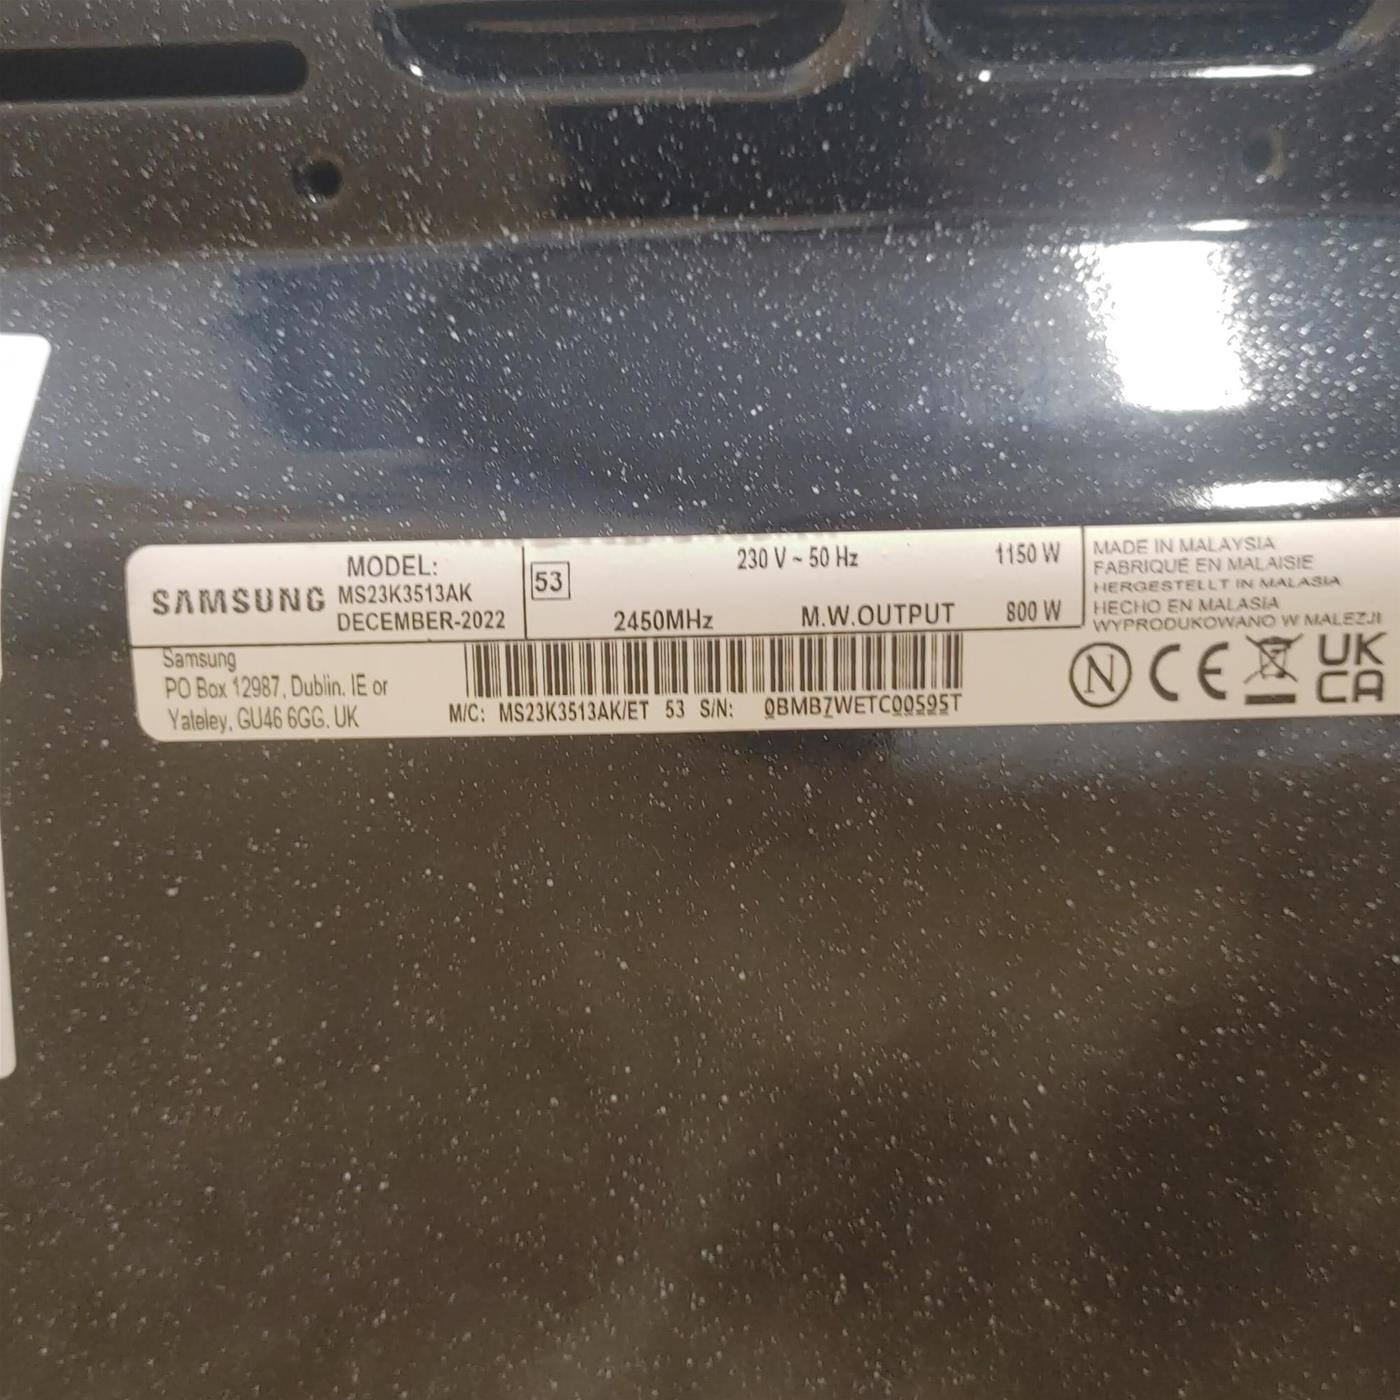 SAMSUNG
MODEL:
MS23K3513AK
DECEMBER-2022
53
230 V ~ 50 Hz
1150 W
2450MHz
M.W.OUTPUT
800 W
MADE IN MALAYSIA
FABRIQUÉ EN MALAISIE
HERGESTELLT IN MALASIA
HECHO EN MALASIA
WYPRODUKOWANO W MALEZJI
Samsung
PO Box 12987, Dublin. IE or
Yateley, GU46 6GG. UK
M/C: MS23K3513AK/ET 53 S/N: 0BMB7WETC00595T
N
CE
UK
CA